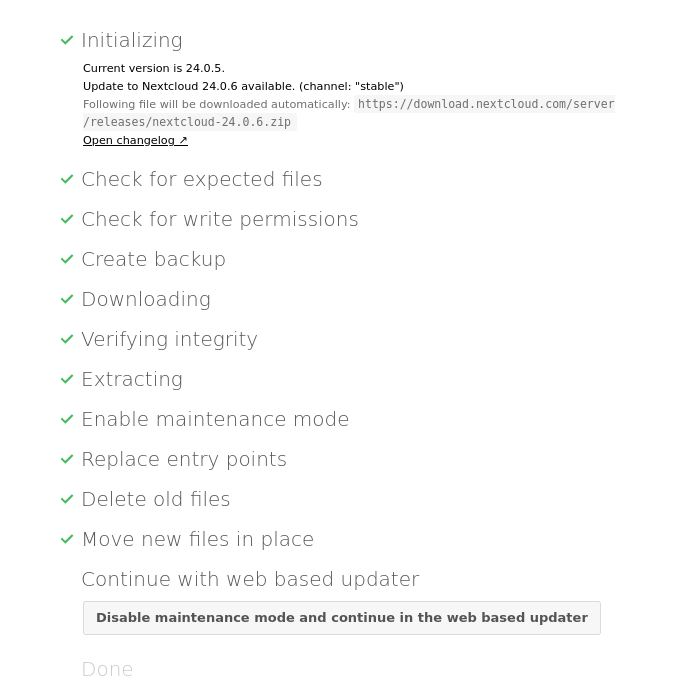 Initializing
Current version is 24.0.5.
Update to Nextcloud 24.0.6 available. (channel: "stable")
Following file will be downloaded automatically: https://download.nextcloud.com/server
/releases/nextcloud-24.0.6.zip
Open changelog ↗
Check for expected files
Check for write permissions
Create backup
Downloading
Verifying integrity
Extracting
Enable maintenance mode
Replace entry points
Delete old files
Move new files in place
Continue with web based updater
Disable maintenance mode and continue in the web based updater
Done